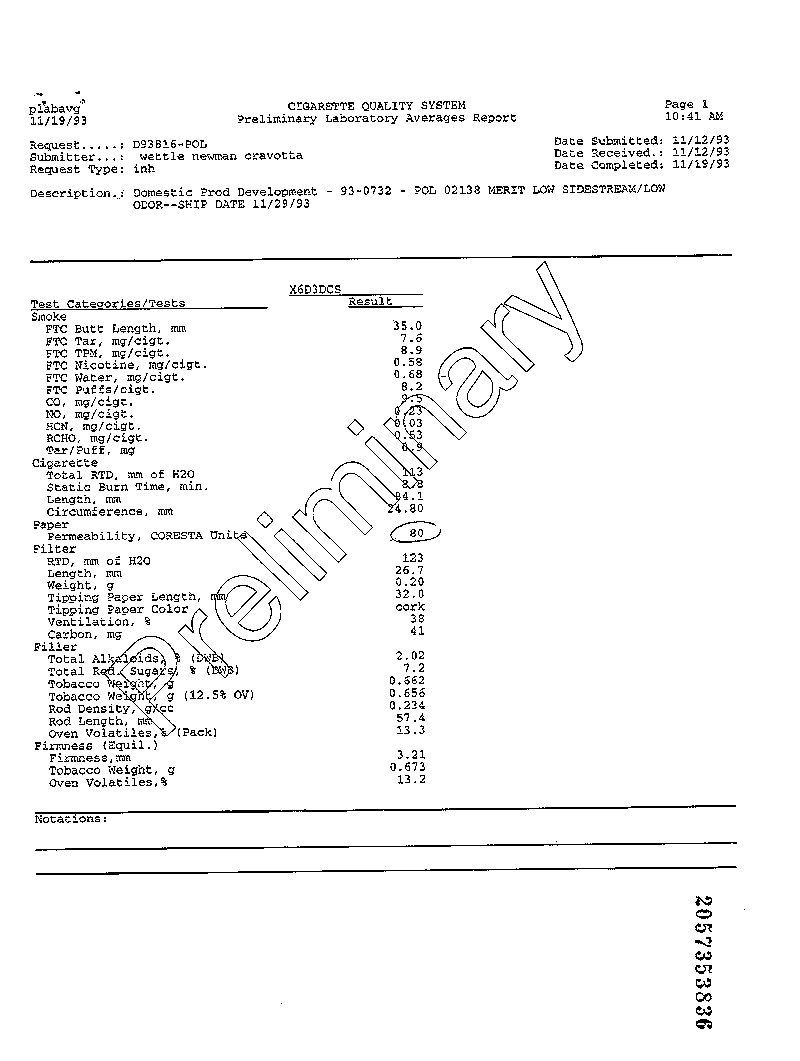 plabavg CIGARETTE QUALITY SYSTEM Page 1
11/19/93 Preliminary Laboratory Averages Report 10:41 AM
Request.....: D93816-POL Date Submitted: 11/12/93
Submitter...: wettle newman cravotta Date Received.: 11/12/93
Request Type: inh Date Completed: 11/19/93
Description.: Domestic Prod Development - 93-0732 - POL 02138 MERIT LOW SIDESTREAM/LOW
ODOR--SHIP DATE 11/29/93
X6D3DCS
Test Categories/Tests Result
Smoke
FTC Butt Length, mm 35.0
FTC Tar, mg/cigt. 7.6
FTC TPM, mg/cigt. 8.9
FTC Nicotine, mg/cigt. 0.58
FTC Water, mg/cigt. 0.68
FTC Puffs/cigt. 8.2
CO, mg/cigt. 9.5
NO, mg/cigt. 0.23
HCN, mg/cigt. 0.03
RCHO, mg/cigt. 0.53
Tar/Puff, mg 0.9
Cigarette
Total RTD, mm of H2O 113
Static Burn Time, min. 8.8
Length, mm 84.1
Circumference, mm 24.80
Paper
Permeability, CORESTA Units 80
Filter
RTD, mm of H2O 123
Length, mm 26.7
Weight, g 0.20
Tipping Paper Length, mm 32.0
Tipping Paper Color cork
Ventilation, % 38
Carbon, mg 41
Filler
Total Alkaloids, % (DWB) 2.02
Total Red. Sugars, % (DWB) 7.2
Tobacco Weight, g 0.662
Tobacco Weight, g (12.5% OV) 0.656
Rod Density, g/cc 0.234
Rod Length, mm 57.4
Oven Volatiles,% (Pack) 13.3
Firmness (Equil.)
Firmness,mm 3.21
Tobacco Weight, g 0.673
Oven Volatiles,% 13.2
Preliminary
Notations:
2057353836